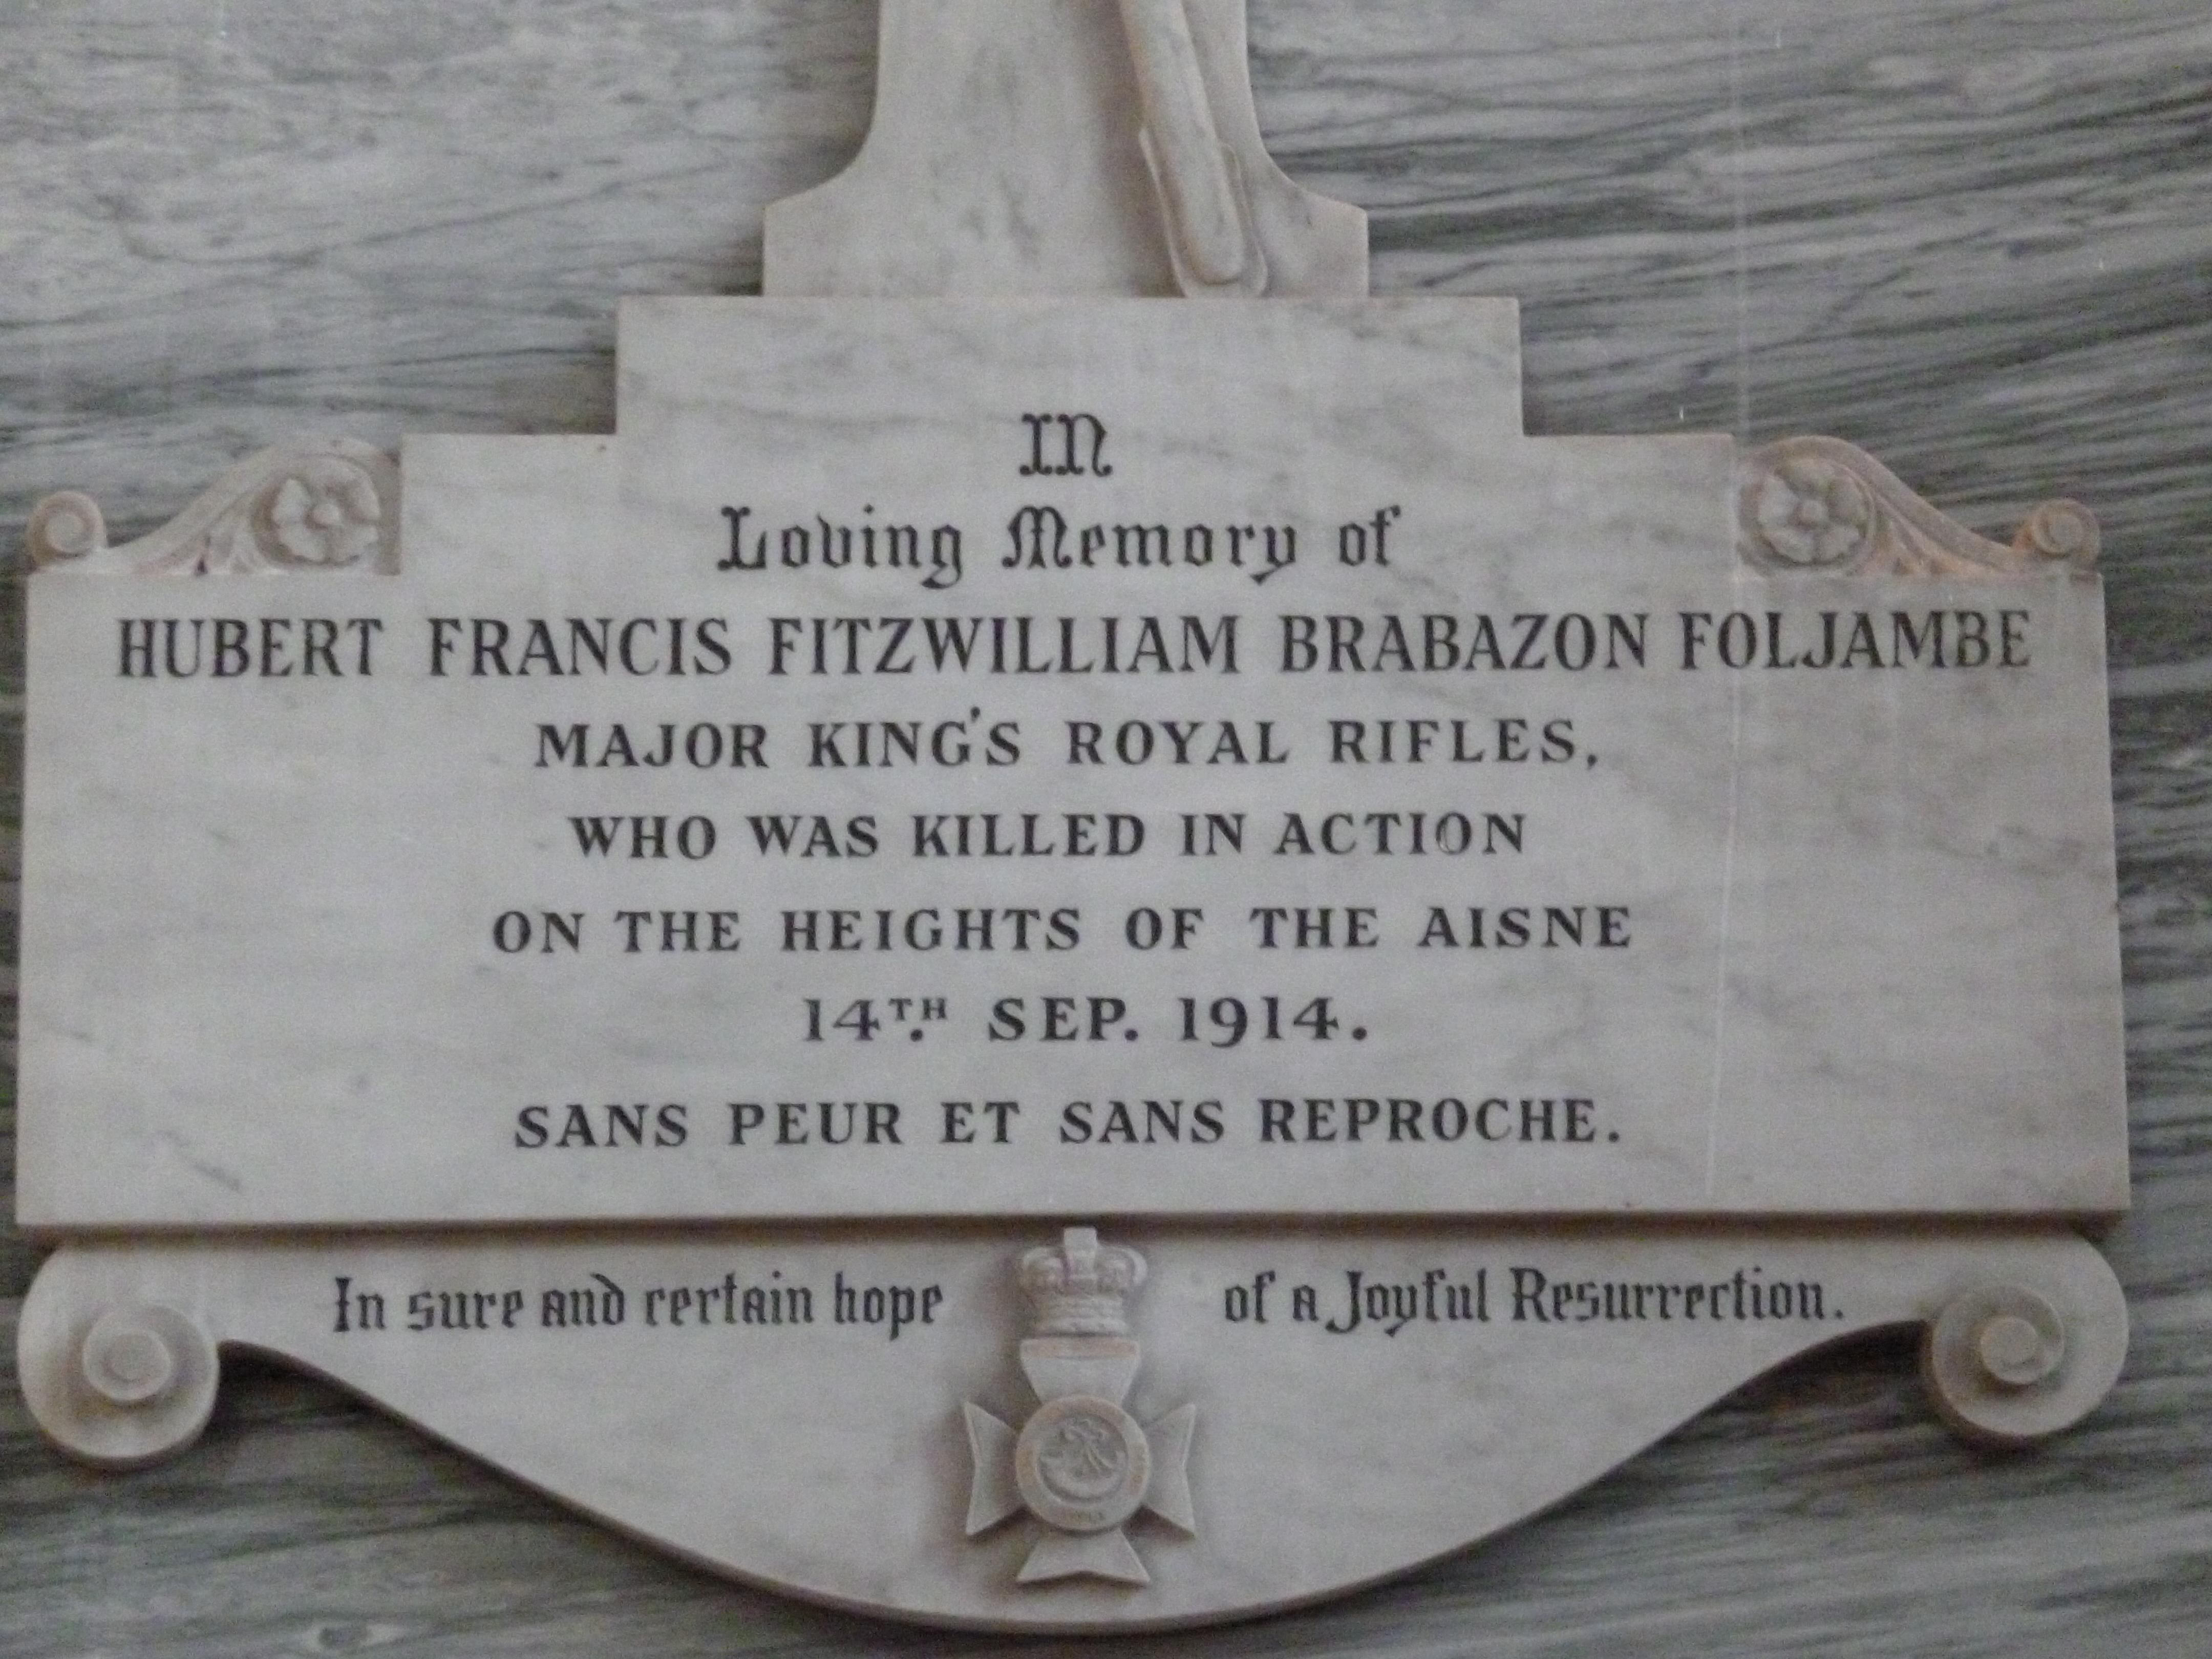 In
Loving Memory of
HUBERT FRANCIS FITZWILLIAM BRABAZON FOLJAMBE
MAJOR KING'S ROYAL RIFLES,
WHO WAS KILLED IN ACTION
ON THE HEIGHTS OF THE AISNE
14TH. SEP. 1914.
SANS PEUR ET SANS REPROCHE.
In sure and certain hope of a Joyful Resurrection.